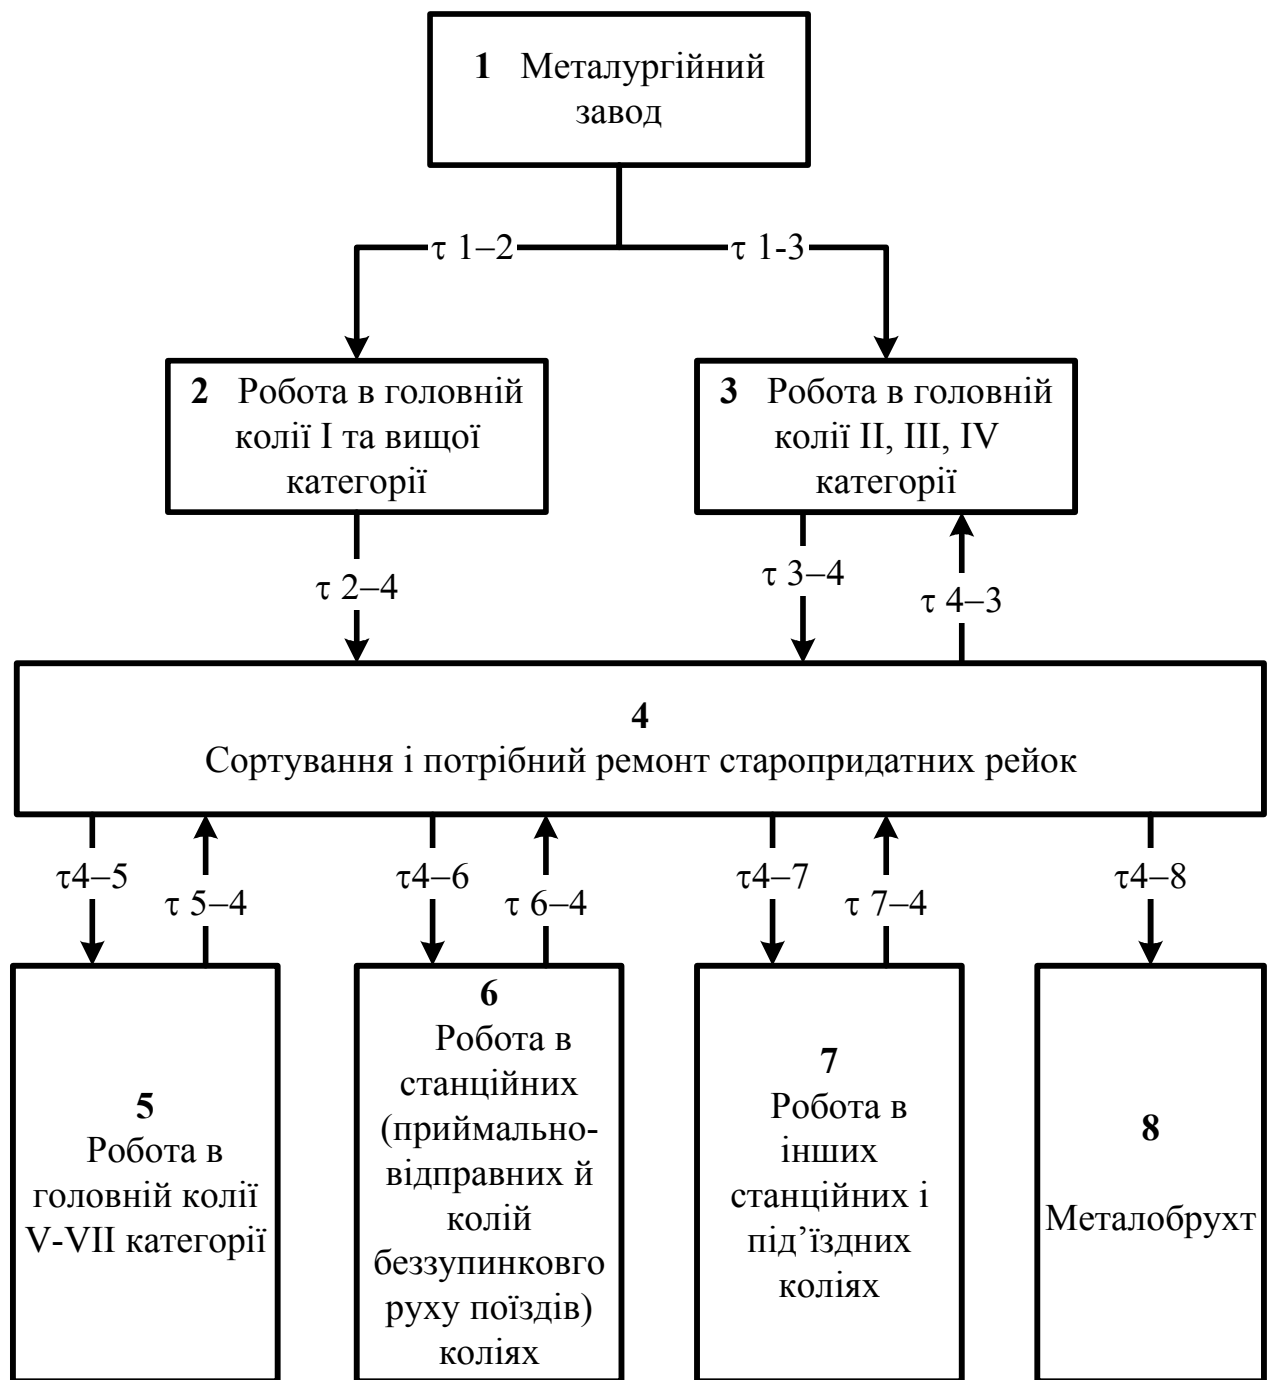 1 Металургійний
завод
τ 1–2
τ 1-3
2 Робота в головній
колії I та вищої
категорії
3 Робота в головній
колії II, III, IV
категорії
τ 2–4
τ 3–4
τ 4–3
4
Сортування і потрібний ремонт старопридатних рейок
τ4–5
τ 5–4
τ4–6
τ 6–4
τ4–7
τ 7–4
τ4–8
5
Робота в
головній колії
V-VII категорії
6
Робота в
станційних
(приймально-
відправних й
колій
беззупинковго
руху поїздів)
коліях
7
Робота в
інших
станційних і
під’їздних
коліях
8
Металобрухт